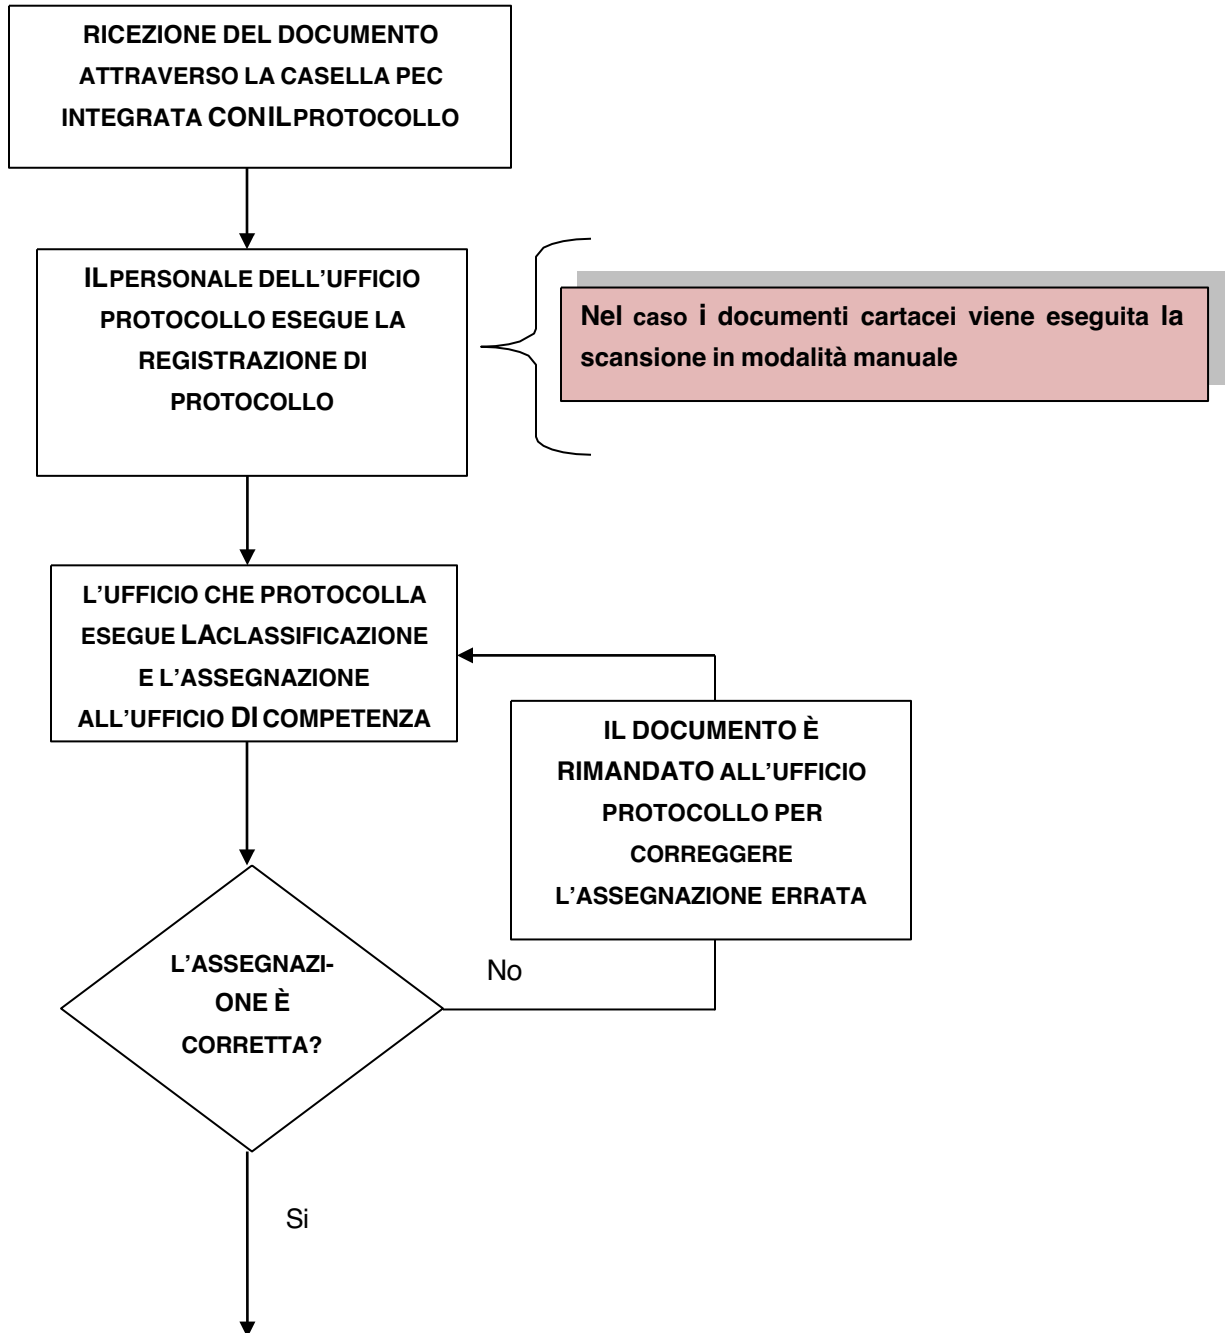 RICEZIONE DEL DOCUMENTO
ATTRAVERSO LA CASELLA PEC
INTEGRATA CONILPROTOCOLLO
ILPERSONALE DELL’UFFICIO
PROTOCOLLO ESEGUE LA
REGISTRAZIONE DI
PROTOCOLLO
Nel caso i documenti cartacei viene eseguita la
scansione in modalità manuale
L’UFFICIO CHE PROTOCOLLA
ESEGUE LACLASSIFICAZIONE
E L’ASSEGNAZIONE
ALL’UFFICIO DI COMPETENZA
IL DOCUMENTO È
RIMANDATO ALL’UFFICIO
PROTOCOLLO PER
CORREGGERE
L’ASSEGNAZIONE ERRATA
L’ASSEGNAZI-
ONE È
CORRETTA?
No
Si